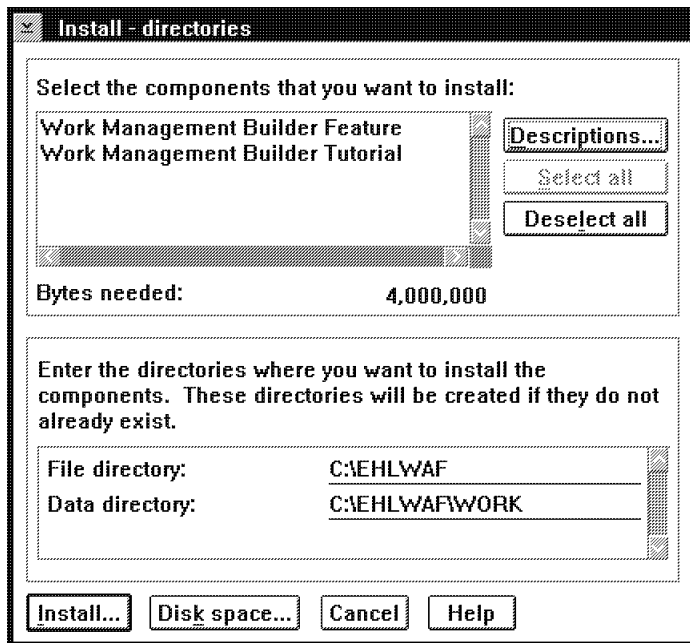 Install - directories
Select the components that you want to install:
Work Management Builder Feature
Work Management Builder Tutorial
Descriptions...
Select all
Deselect all
Bytes needed: 4,000,000
Enter the directories where you want to install the
components. These directories will be created if they do not
already exist.
File directory: C:\EHLWAF
Data directory: C:\EHLWAF\WORK
Install... Disk space... Cancel Help